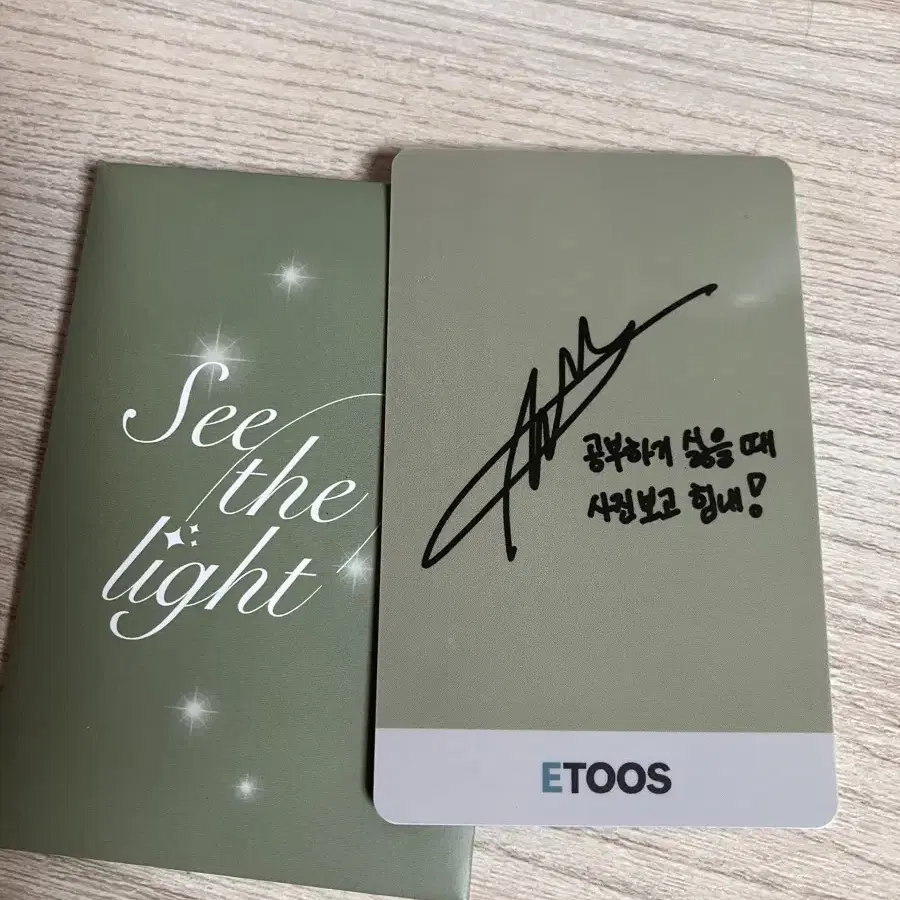 See
the
light
공부하기 싫을 때
사진보고 힘내!
ETOOS